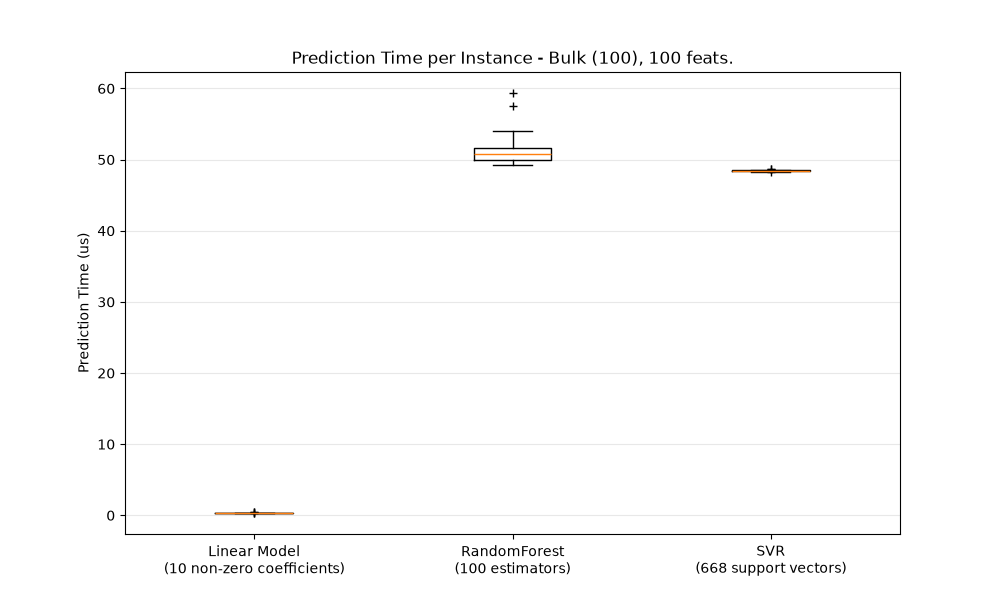 Prediction Time per Instance - Bulk (100), 100 feats.
Prediction Time (us)
60
50
40
30
20
10
0
Linear Model
(10 non-zero coefficients)
RandomForest
(100 estimators)
SVR
(668 support vectors)